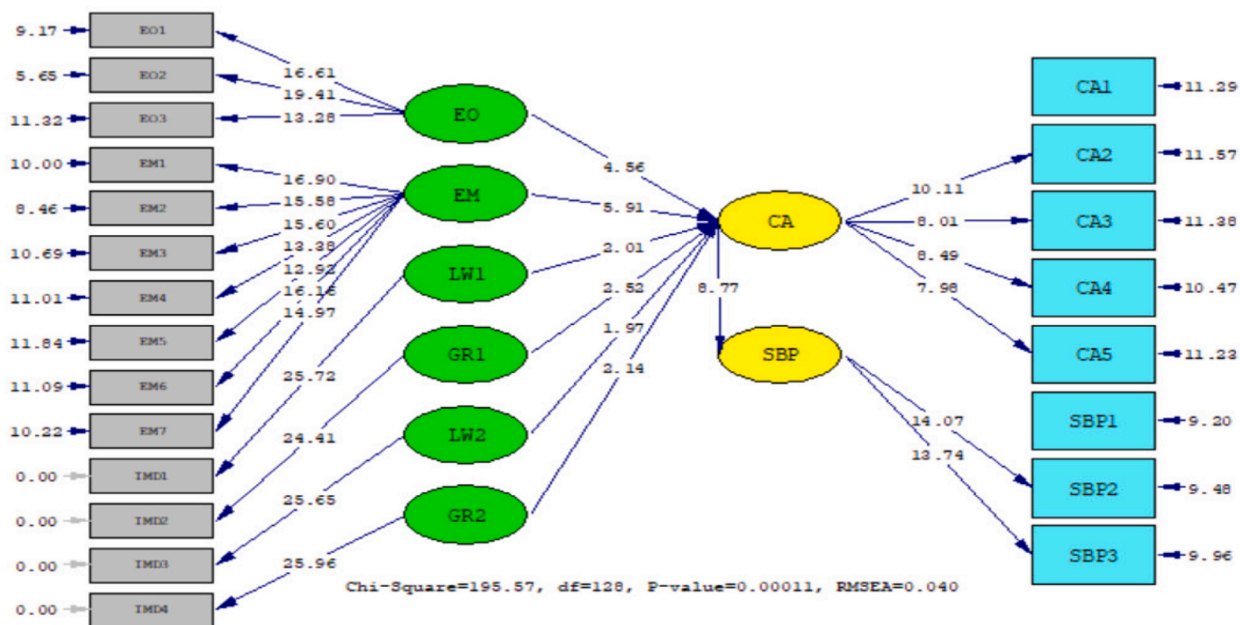 9.17 EO1
5.65 EO2
11.32 EO3
10.00 EM1
8.46 EM2
10.69 EM3
11.01 EM4
11.84 EM5
11.09 EM6
10.22 EM7
0.00 IMD1
0.00 IMD2
0.00 IMD3
0.00 IMD4
16.61
19.41
13.28
16.90
15.58
15.60
13.38
12.92
16.16
14.97
25.72
24.41
25.65
25.96
EO
EM
LW1
GR1
LW2
GR2
4.56
5.91
2.01
2.52
1.97
2.14
8.77
CA
SBP
10.11
8.01
8.49
7.98
14.07
13.74
CA1 11.29
CA2 11.57
CA3 11.38
CA4 10.47
CA5 11.23
SBP1 9.20
SBP2 9.48
SBP3 9.96
Chi-Square=195.57, df=128, P-value=0.00011, RMSEA=0.040